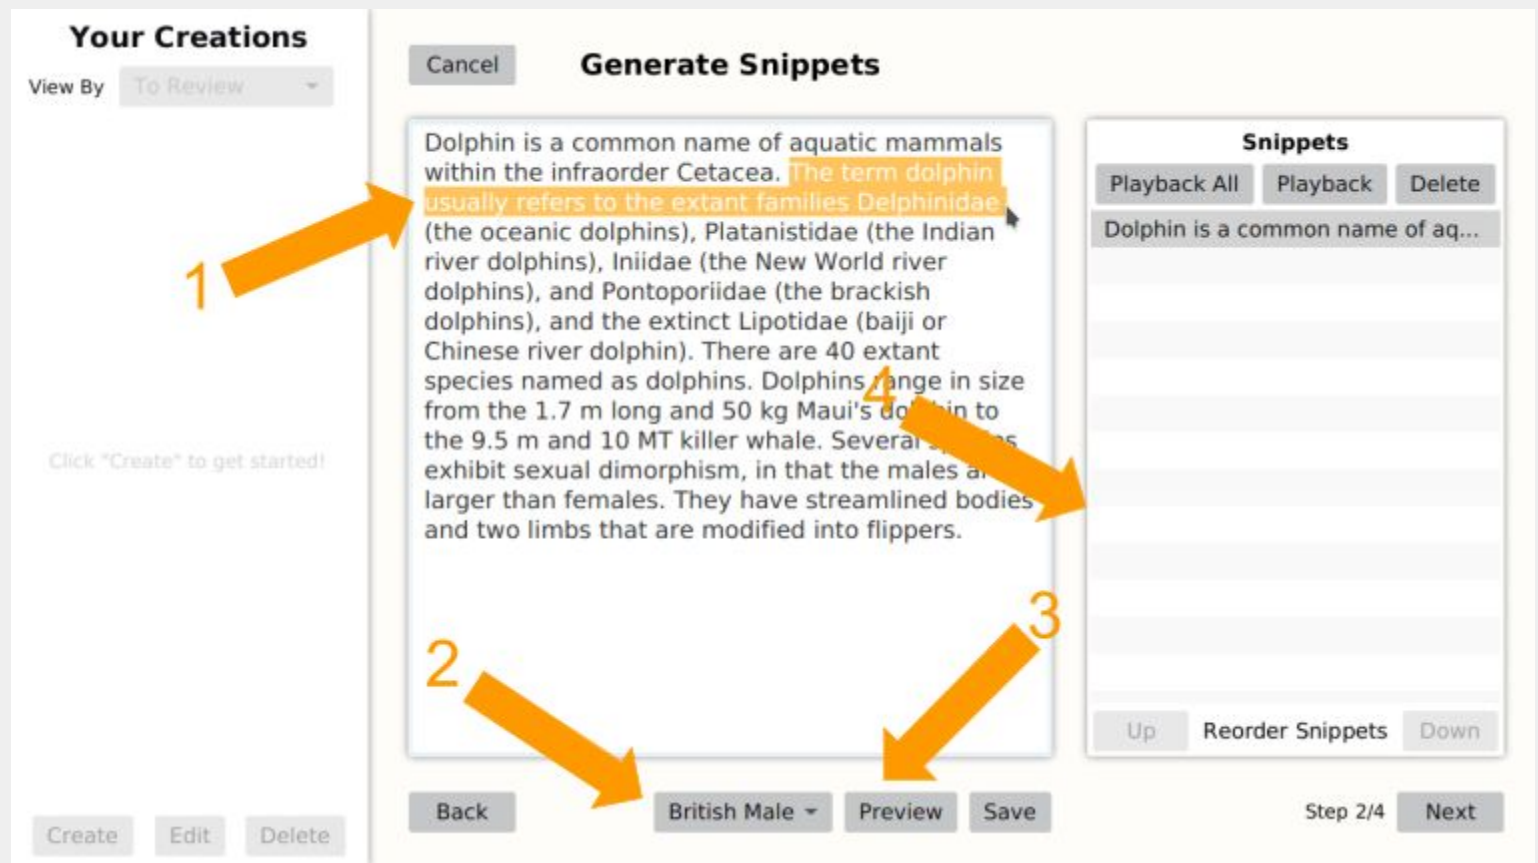 Your Creations
View By To Review
Click "Create" to get started!
Create Edit Delete
Cancel Generate Snippets
Dolphin is a common name of aquatic mammals
within the infraorder Cetacea. The term dolphin
usually refers to the extant families Delphinidae
(the oceanic dolphins), Platanistidae (the Indian
river dolphins), Iniidae (the New World river
dolphins), and Pontoporiidae (the brackish
dolphins), and the extinct Lipotidae (baiji or
Chinese river dolphin). There are 40 extant
species named as dolphins. Dolphins range in size
from the 1.7 m long and 50 kg Maui's dolphin to
the 9.5 m and 10 MT killer whale. Several species
exhibit sexual dimorphism, in that the males are
larger than females. They have streamlined bodies
and two limbs that are modified into flippers.
1
2
3
4
Back British Male Preview Save
Snippets
Playback All Playback Delete
Dolphin is a common name of aq...
Up Reorder Snippets Down
Step 2/4 Next